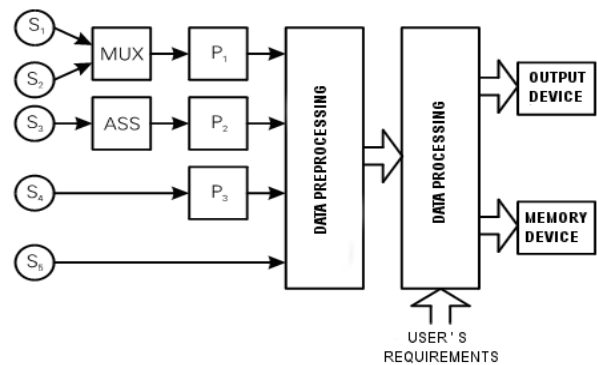 S₁
S₂
MUX
P₁
S₃
ASS
P₂
S₄
P₃
S₅
DATA PREPROCESSING
DATA PROCESSING
OUTPUT
DEVICE
MEMORY
DEVICE
USER'S
REQUIREMENTS